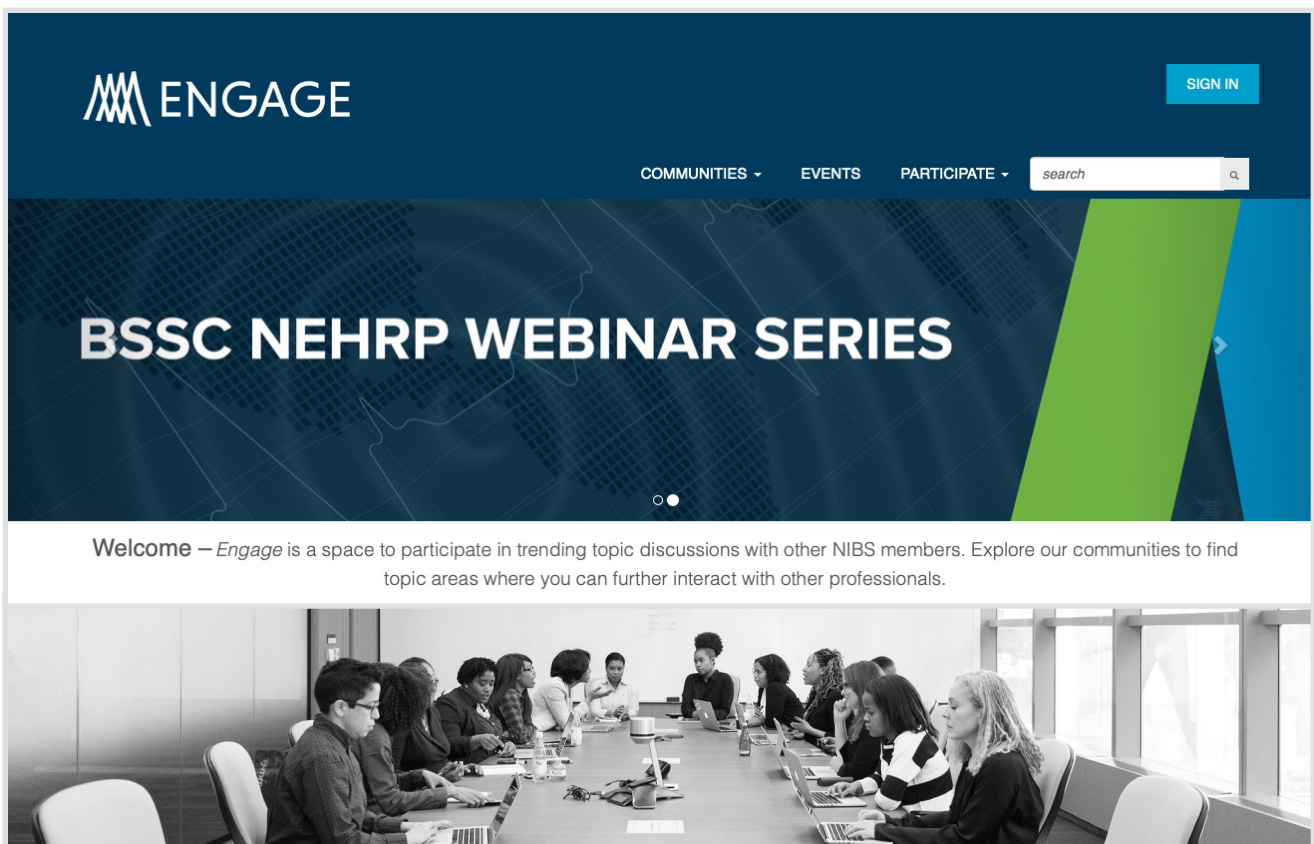 ENGAGE
SIGN IN
COMMUNITIES
EVENTS
PARTICIPATE
search
BSSC NEHRP WEBINAR SERIES
Welcome – Engage is a space to participate in trending topic discussions with other NIBS members. Explore our communities to find
topic areas where you can further interact with other professionals.